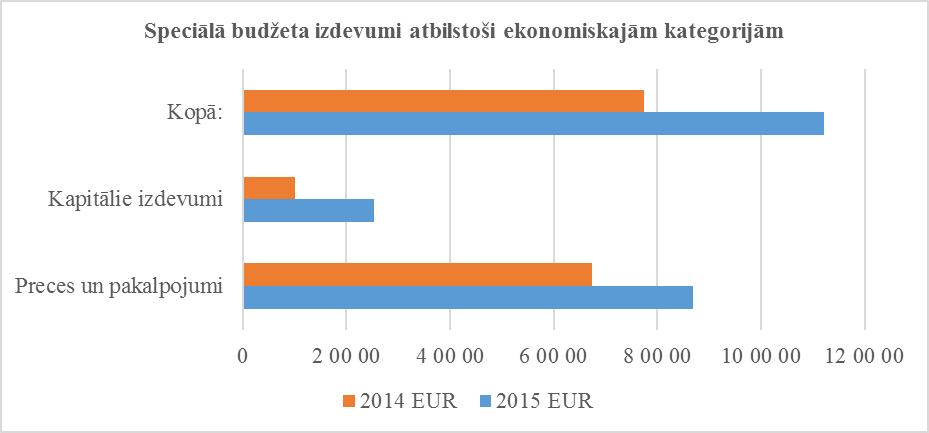 Speciālā budžeta izdevumi atbilstoši ekonomiskajām kategorijām
Kopā:
Kapitālie izdevumi
Preces un pakalpojumi
0 2 00 00 4 00 00 6 00 00 8 00 00 10 00 00 12 00 00
2014 EUR 2015 EUR